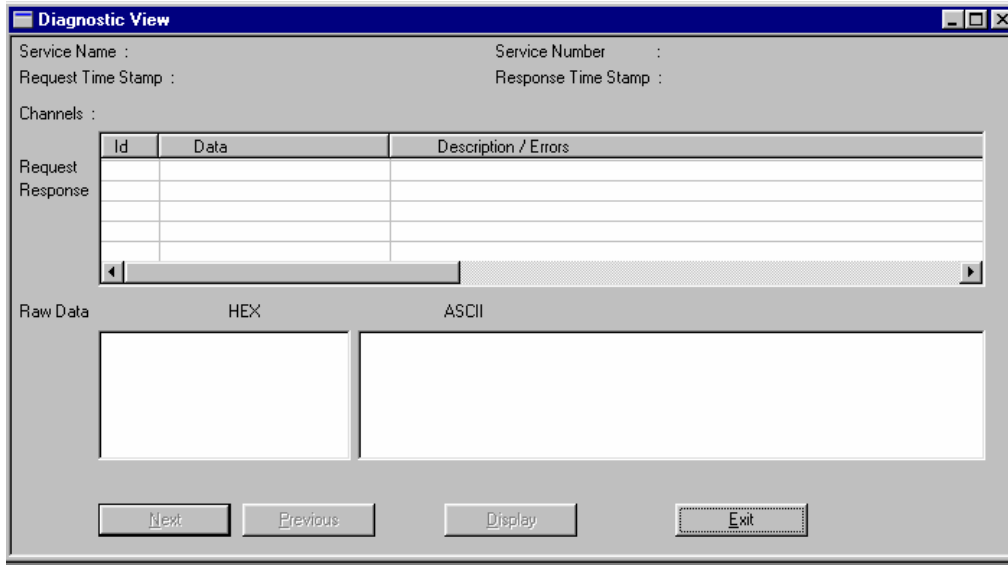 Diagnostic View
Service Name : Service Number :
Request Time Stamp : Response Time Stamp :
Channels :
Id Data Description / Errors
Request
Response
Raw Data HEX ASCII
Next Previous Display Exit